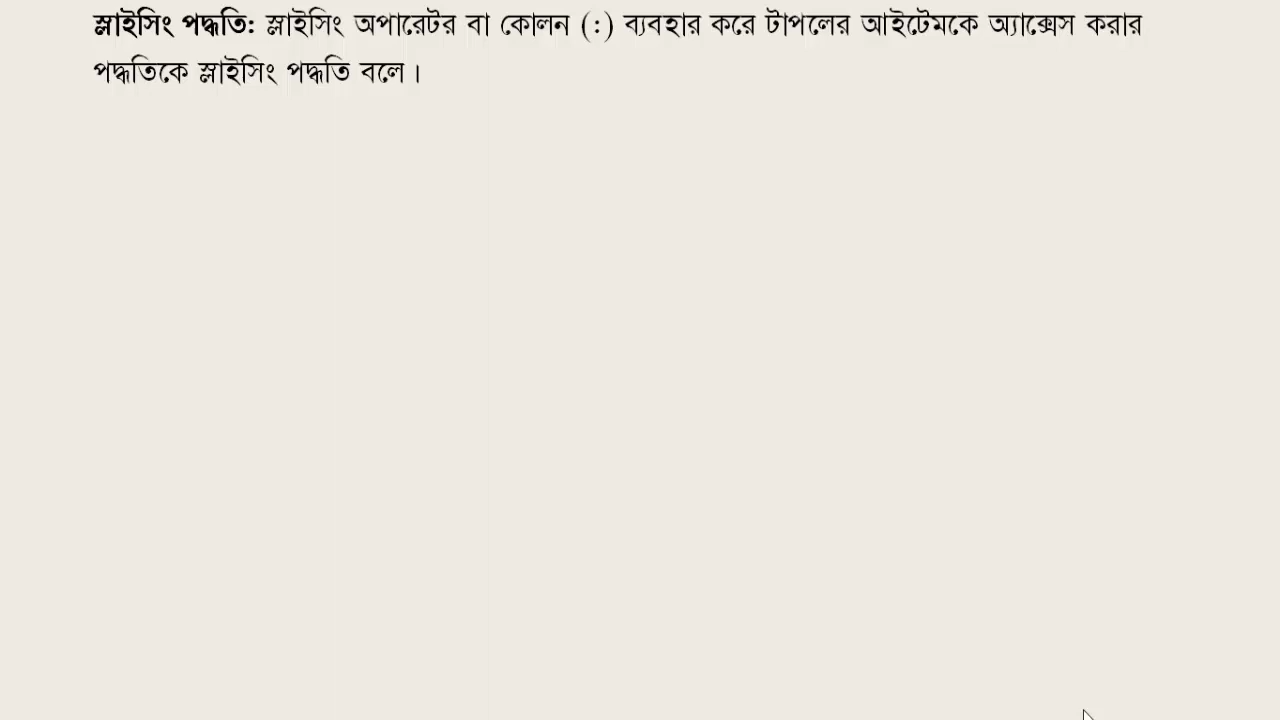 স্লাইসিং পদ্ধতি: স্লাইসিং অপারেটর বা কোলন (:) ব্যবহার করে টাপলের আইটেমকে অ্যাক্সেস করার
পদ্ধতিকে স্লাইসিং পদ্ধতি বলে।